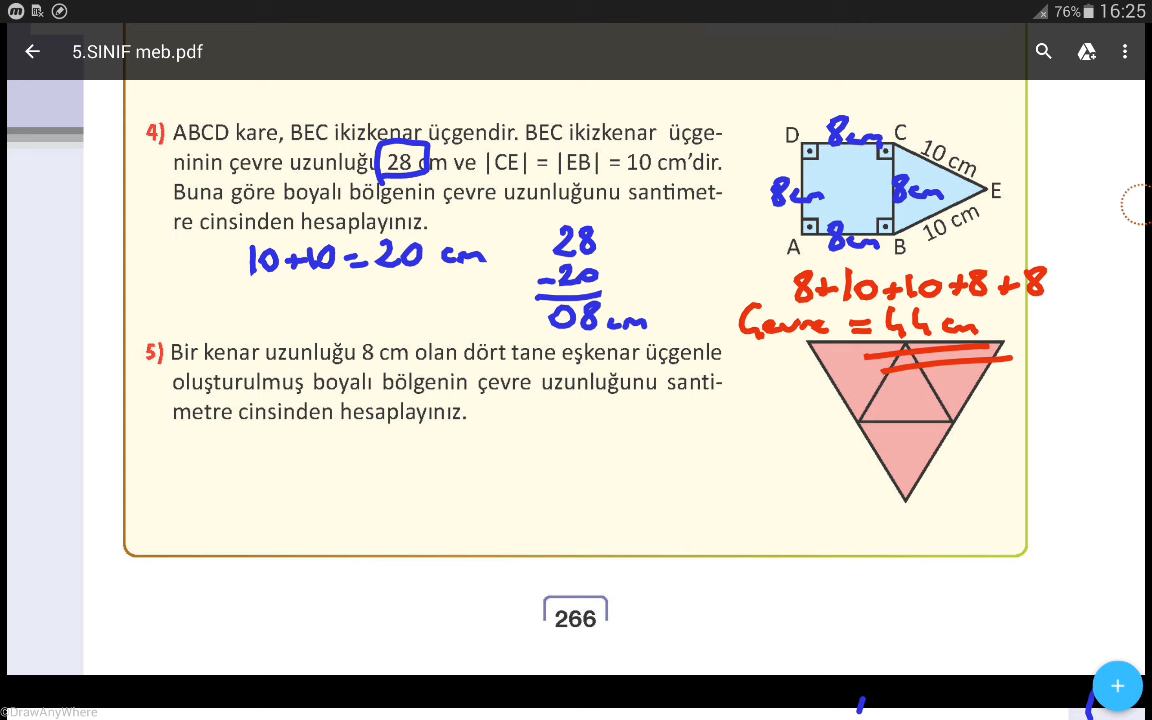 76% 16:25
5.SINIF meb.pdf
4) ABCD kare, BEC ikizkenar üçgendir. BEC ikizkenar üçge-
ninin çevre uzunluğu 28 cm ve |CE| = |EB| = 10 cm'dir.
Buna göre boyalı bölgenin çevre uzunluğunu santimet-
re cinsinden hesaplayınız.
10+10=20 cm
28
-20
08cm
D 8cm C
10 cm
8cm 8cm E
10 cm
A 8cm B
8+10+10+8+8
Çevre = 44 cm
5) Bir kenar uzunluğu 8 cm olan dört tane eşkenar üçgenle
oluşturulmuş boyalı bölgenin çevre uzunluğunu santi-
metre cinsinden hesaplayınız.
266
©DrawAnyWhere